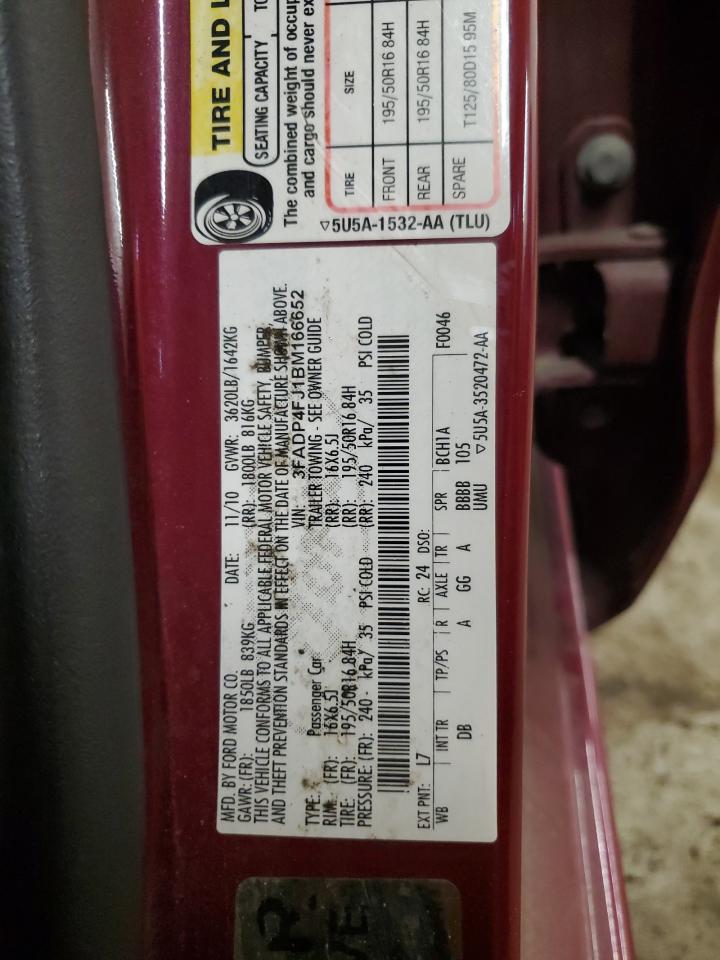 TIRE AND L
SEATING CAPACITY TO
The combined weight of occup
and cargo should never ex
TIRE SIZE
FRONT 195/50R16 84H
REAR 195/50R16 84H
SPARE T125/80D15 95M
▽5U5A-1532-AA (TLU)
MFD. BY FORD MOTOR CO. DATE: 11/10 GVWR: 3620LB/1642KG
GAWR: (FR): 1850LB 839KG (RR): 1800LB 816KG
THIS VEHICLE CONFORMS TO ALL APPLICABLE FEDERAL MOTOR VEHICLE SAFETY, BUMPER,
AND THEFT PREVENTION STANDARDS IN EFFECT ON THE DATE OF MANUFACTURE SHOWN ABOVE.
VIN: 3FADP4FJ1BM166652
TYPE: Passenger Car TRAILER TOWING - SEE OWNER GUIDE
RIM: (FR): 16X6.5J (RR): 16X6.5J
TIRE: (FR): 195/50R16 84H (RR): 195/50R16 84H
PRESSURE: (FR): 240 kPa/ 35 PSI COLD (RR): 240 kPa/ 35 PSI COLD
EXT PNT: L7 RC: 24 DSO: F0046
WB INT TR TP/PS R AXLE TR SPR BCH1A
DB A GG A BBBB 105
UMU ▽5U5A-3520472-AA